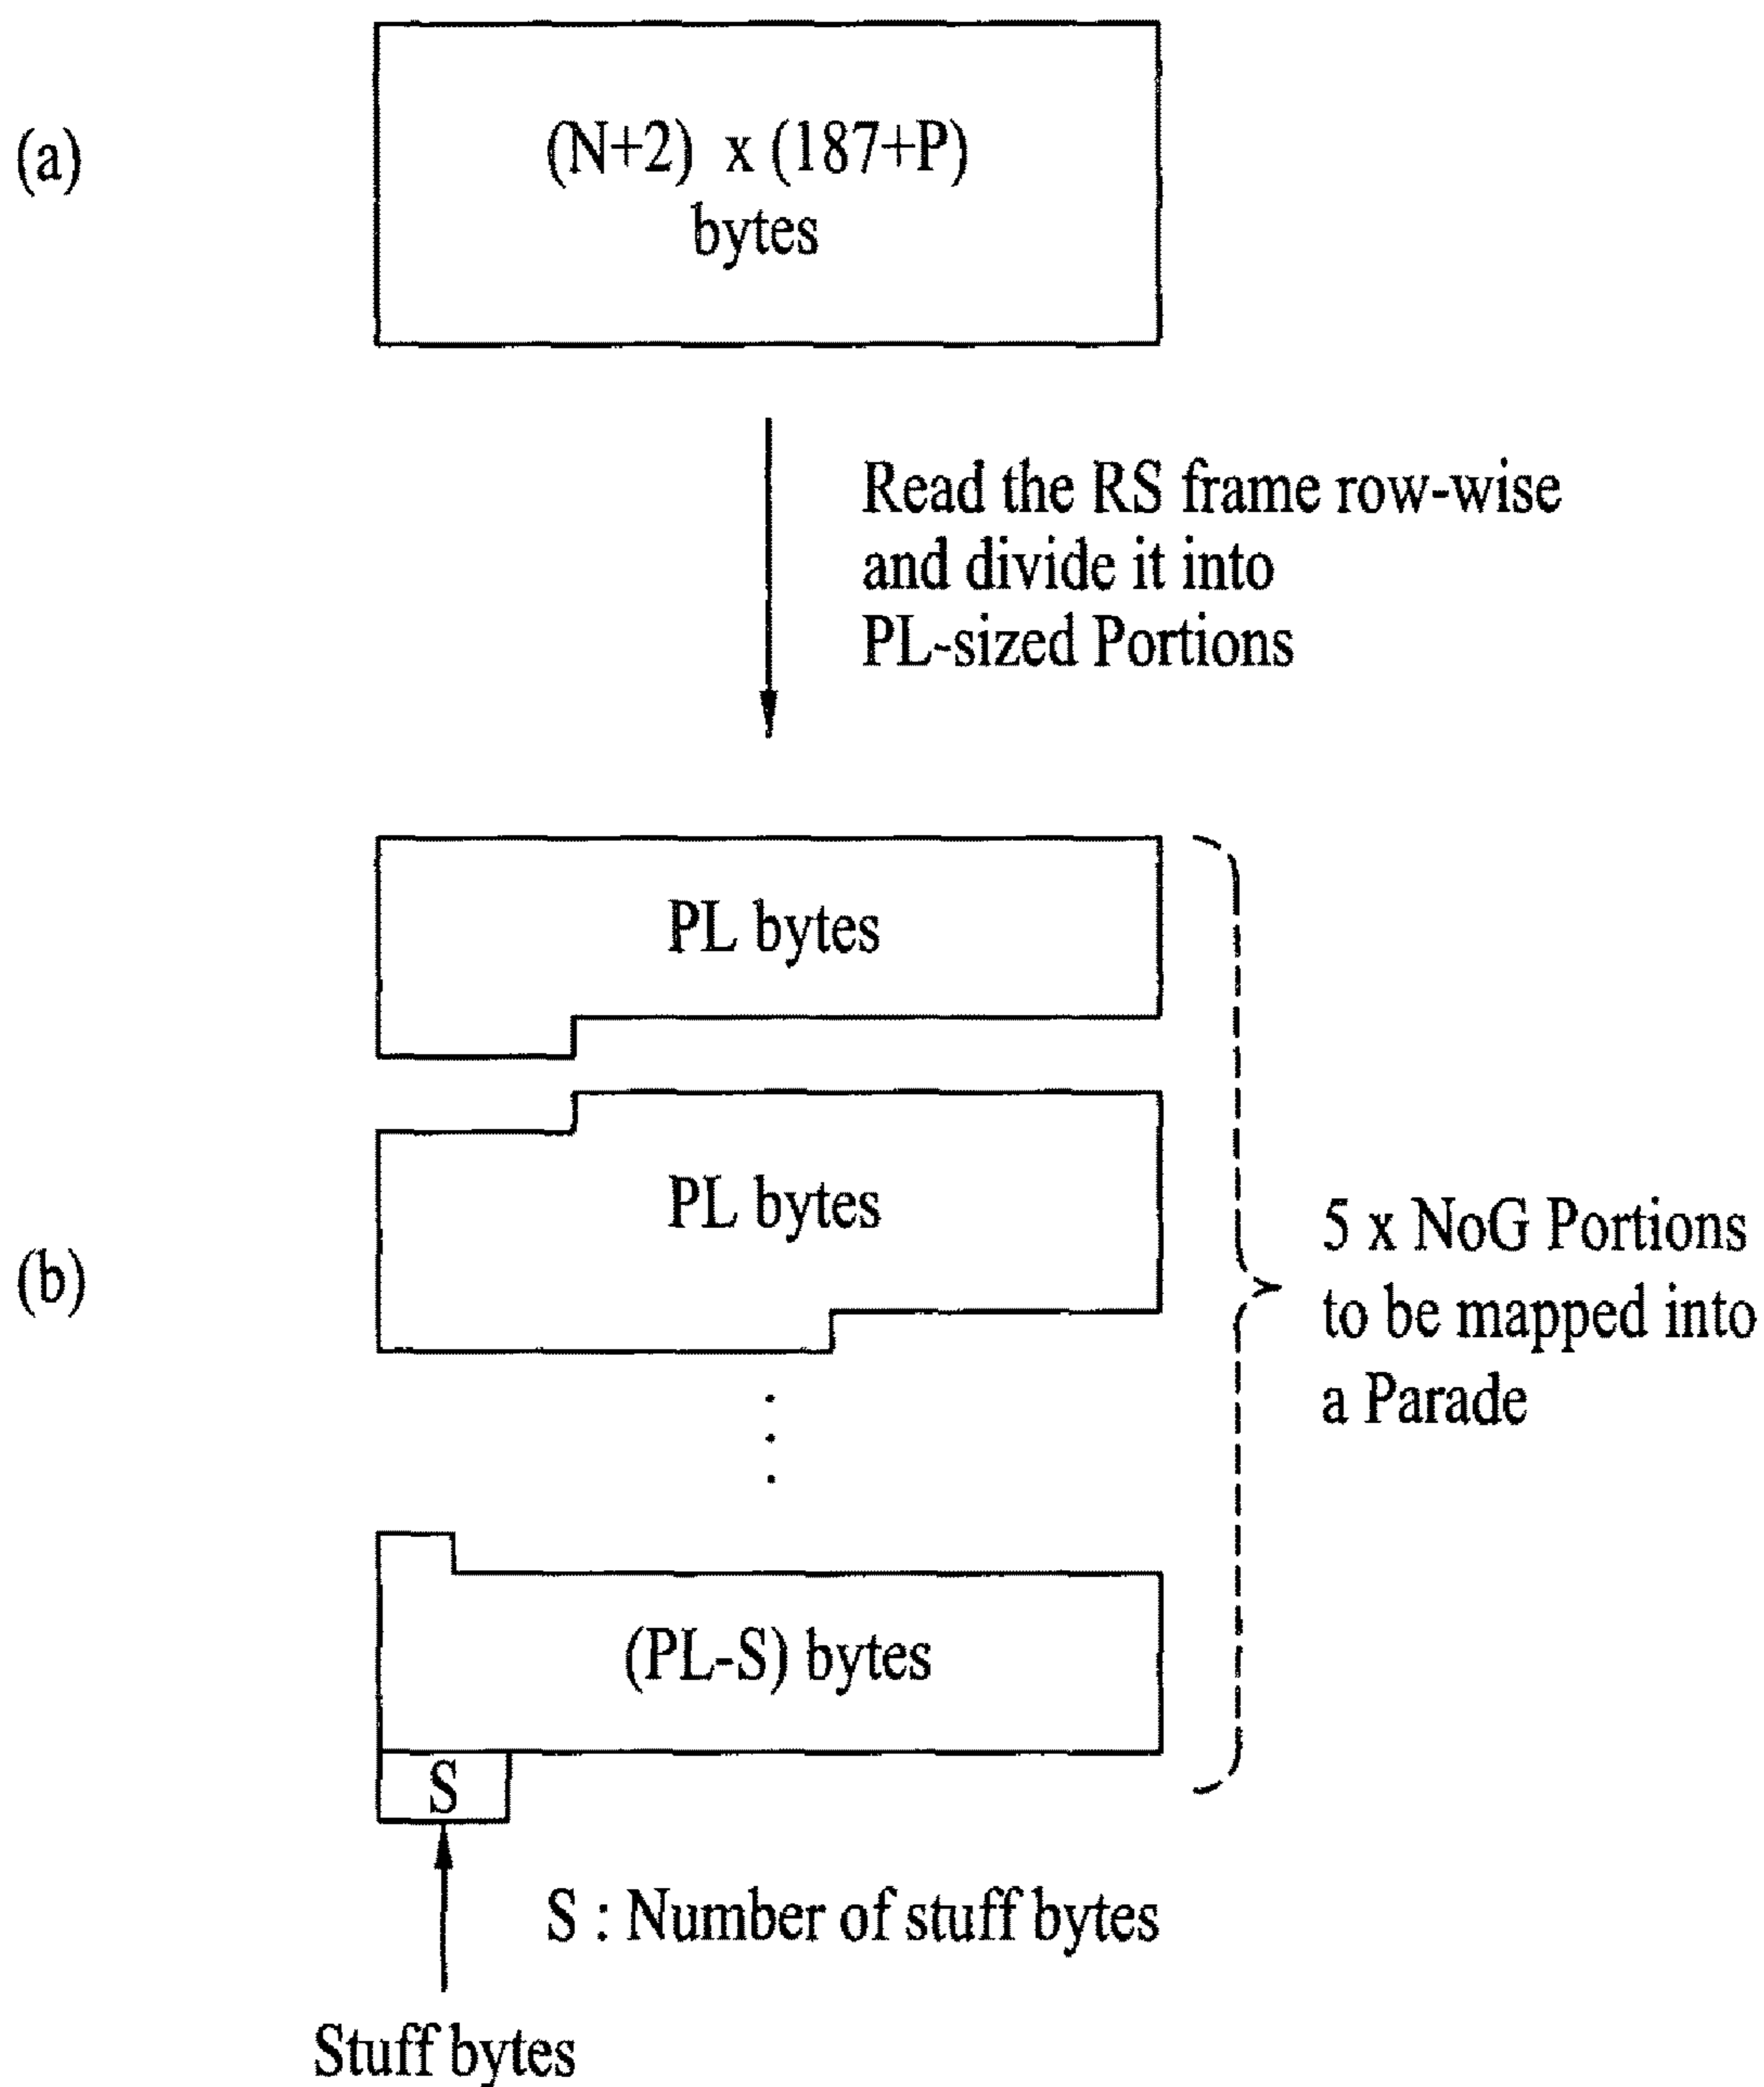 (a)
(N+2) x (187+P)
bytes
Read the RS frame row-wise
and divide it into
PL-sized Portions
(b)
PL bytes
PL bytes
5 x NoG Portions
to be mapped into
a Parade
(PL-S) bytes
S
S : Number of stuff bytes
Stuff bytes